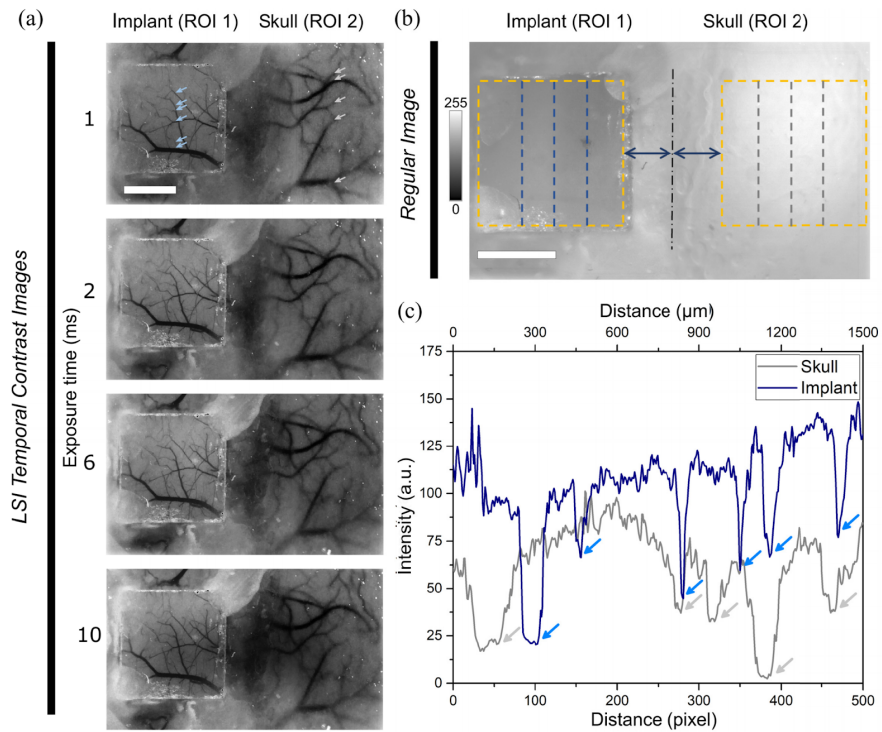 (a)
Implant (ROI 1)
Skull (ROI 2)
LSI Temporal Contrast Images
Exposure time (ms)
1
2
6
10
(b)
Implant (ROI 1)
Skull (ROI 2)
Regular Image
255
0
(c)
Distance (µm)
0 300 600 900 1200 1500
Intensity (a.u.)
175
150
125
100
75
50
25
0
Skull
Implant
0 100 200 300 400 500
Distance (pixel)